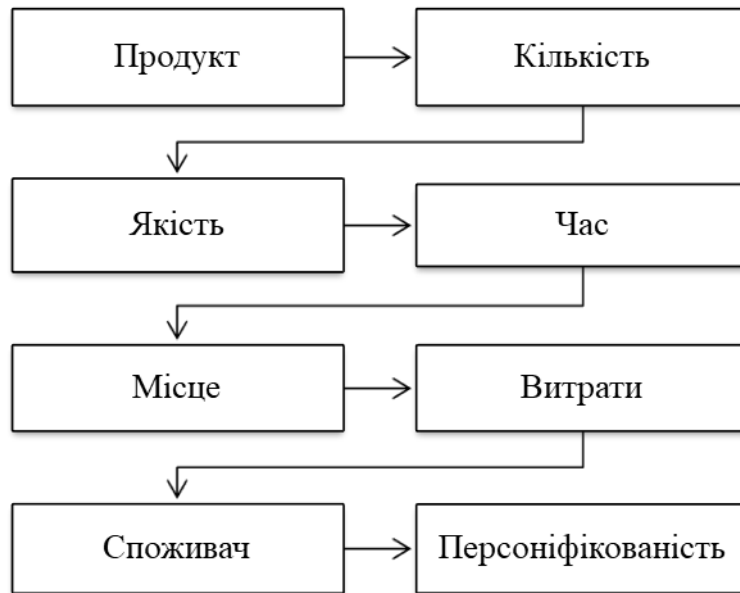 Продукт
Кількість
Якість
Час
Місце
Витрати
Споживач
Персоніфікованість